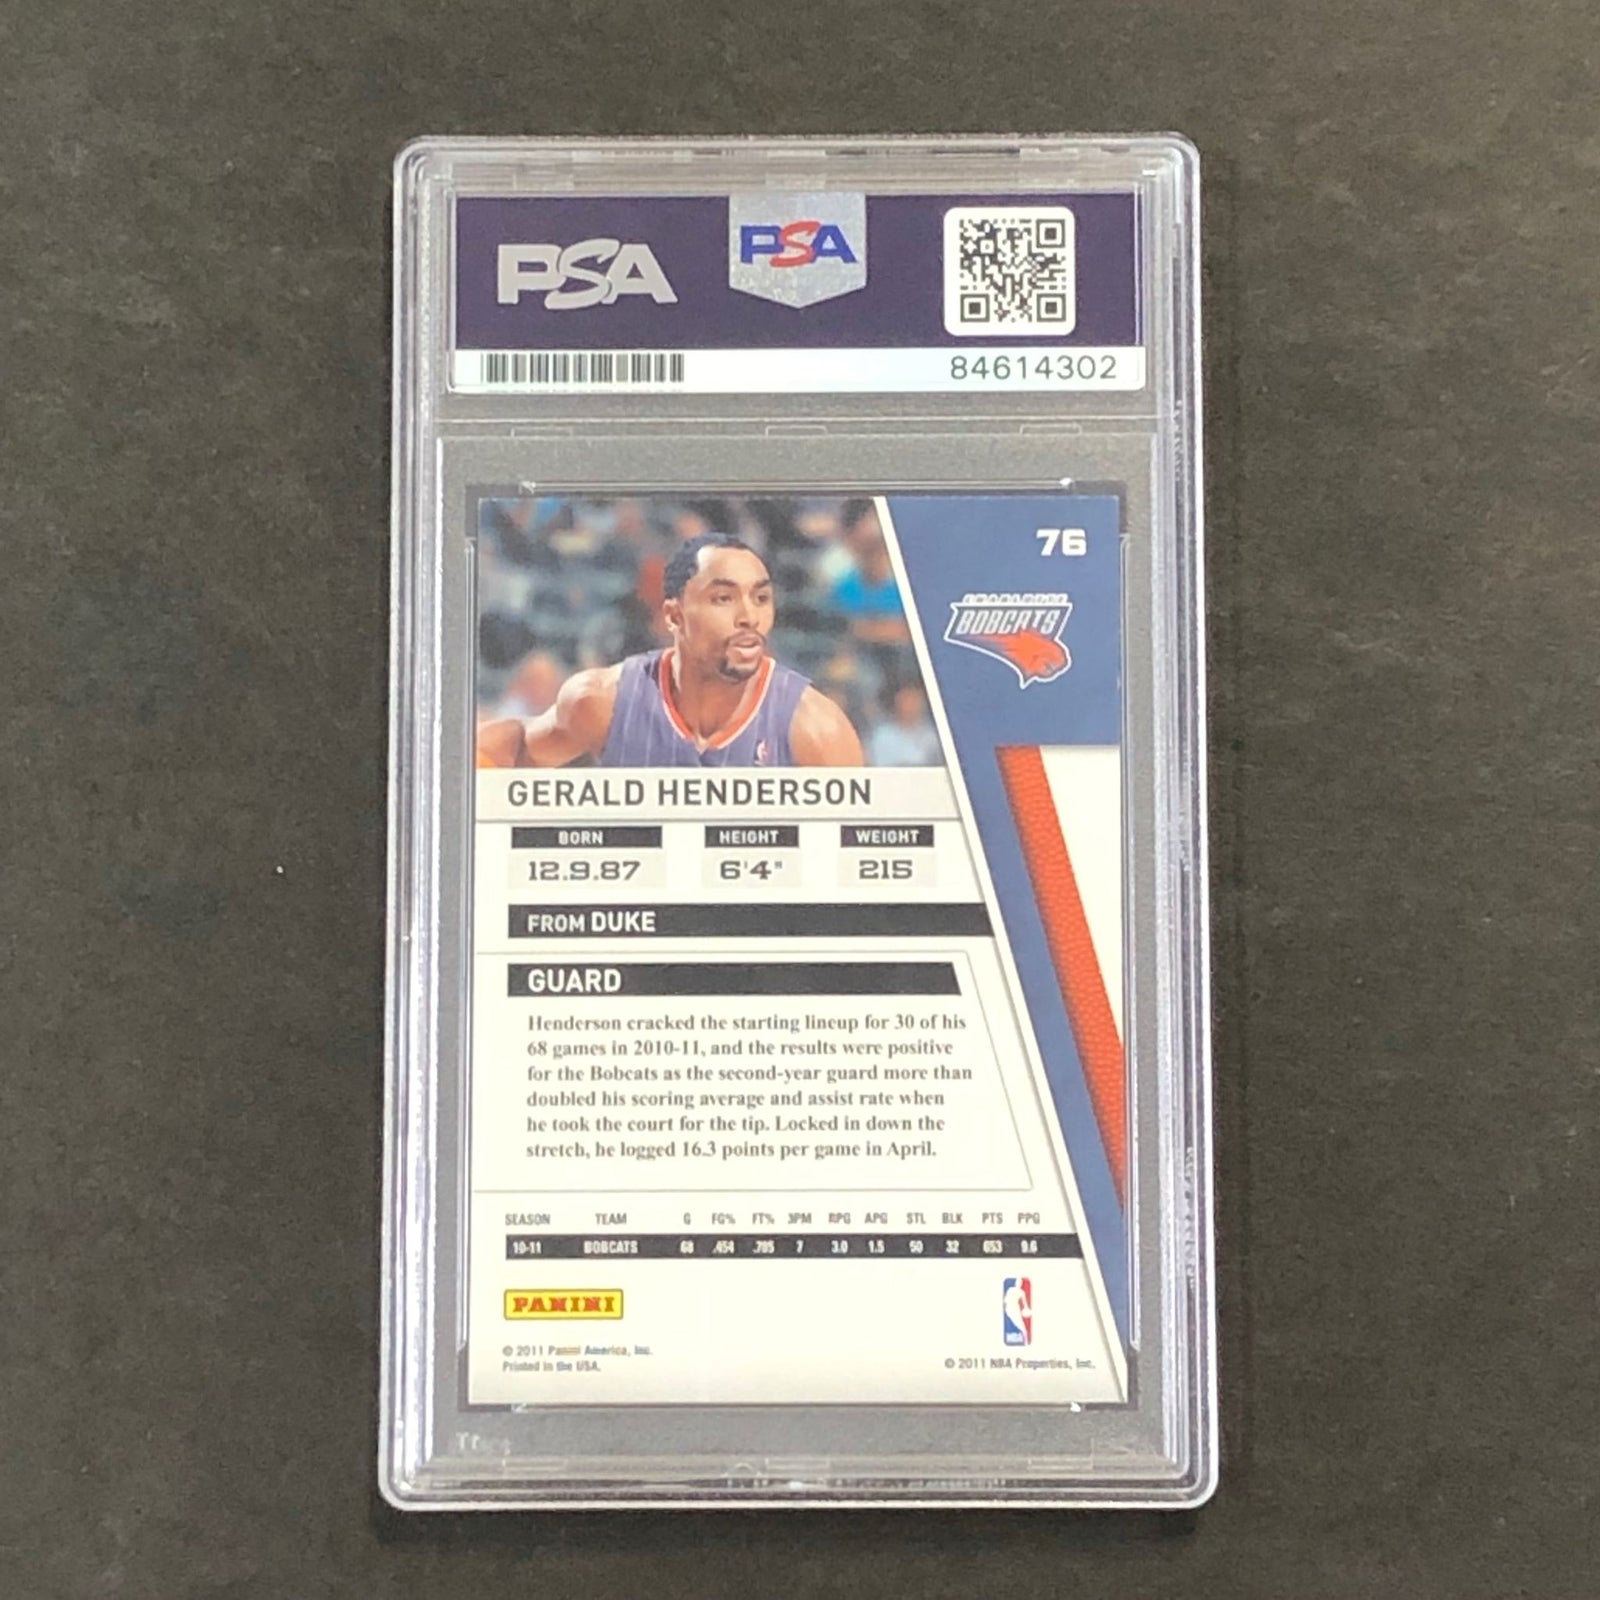 PSA PSA
84614302
76
CHARLOTTE
BOBCATS
GERALD HENDERSON
BORN HEIGHT WEIGHT
12.9.87 6'4" 215
FROM DUKE
GUARD
Henderson cracked the starting lineup for 30 of his
68 games in 2010-11, and the results were positive
for the Bobcats as the second-year guard more than
doubled his scoring average and assist rate when
he took the court for the tip. Locked in down the
stretch, he logged 16.3 points per game in April.
SEASON TEAM G FG% FT% 3PM RPG APG STL BLK PTS PPG
10-11 BOBCATS 68 .454 .785 7 3.0 1.5 50 32 653 9.6
PANINI
NBA
© 2011 Panini America, Inc.
Printed in the USA.
© 2011 NBA Properties, Inc.